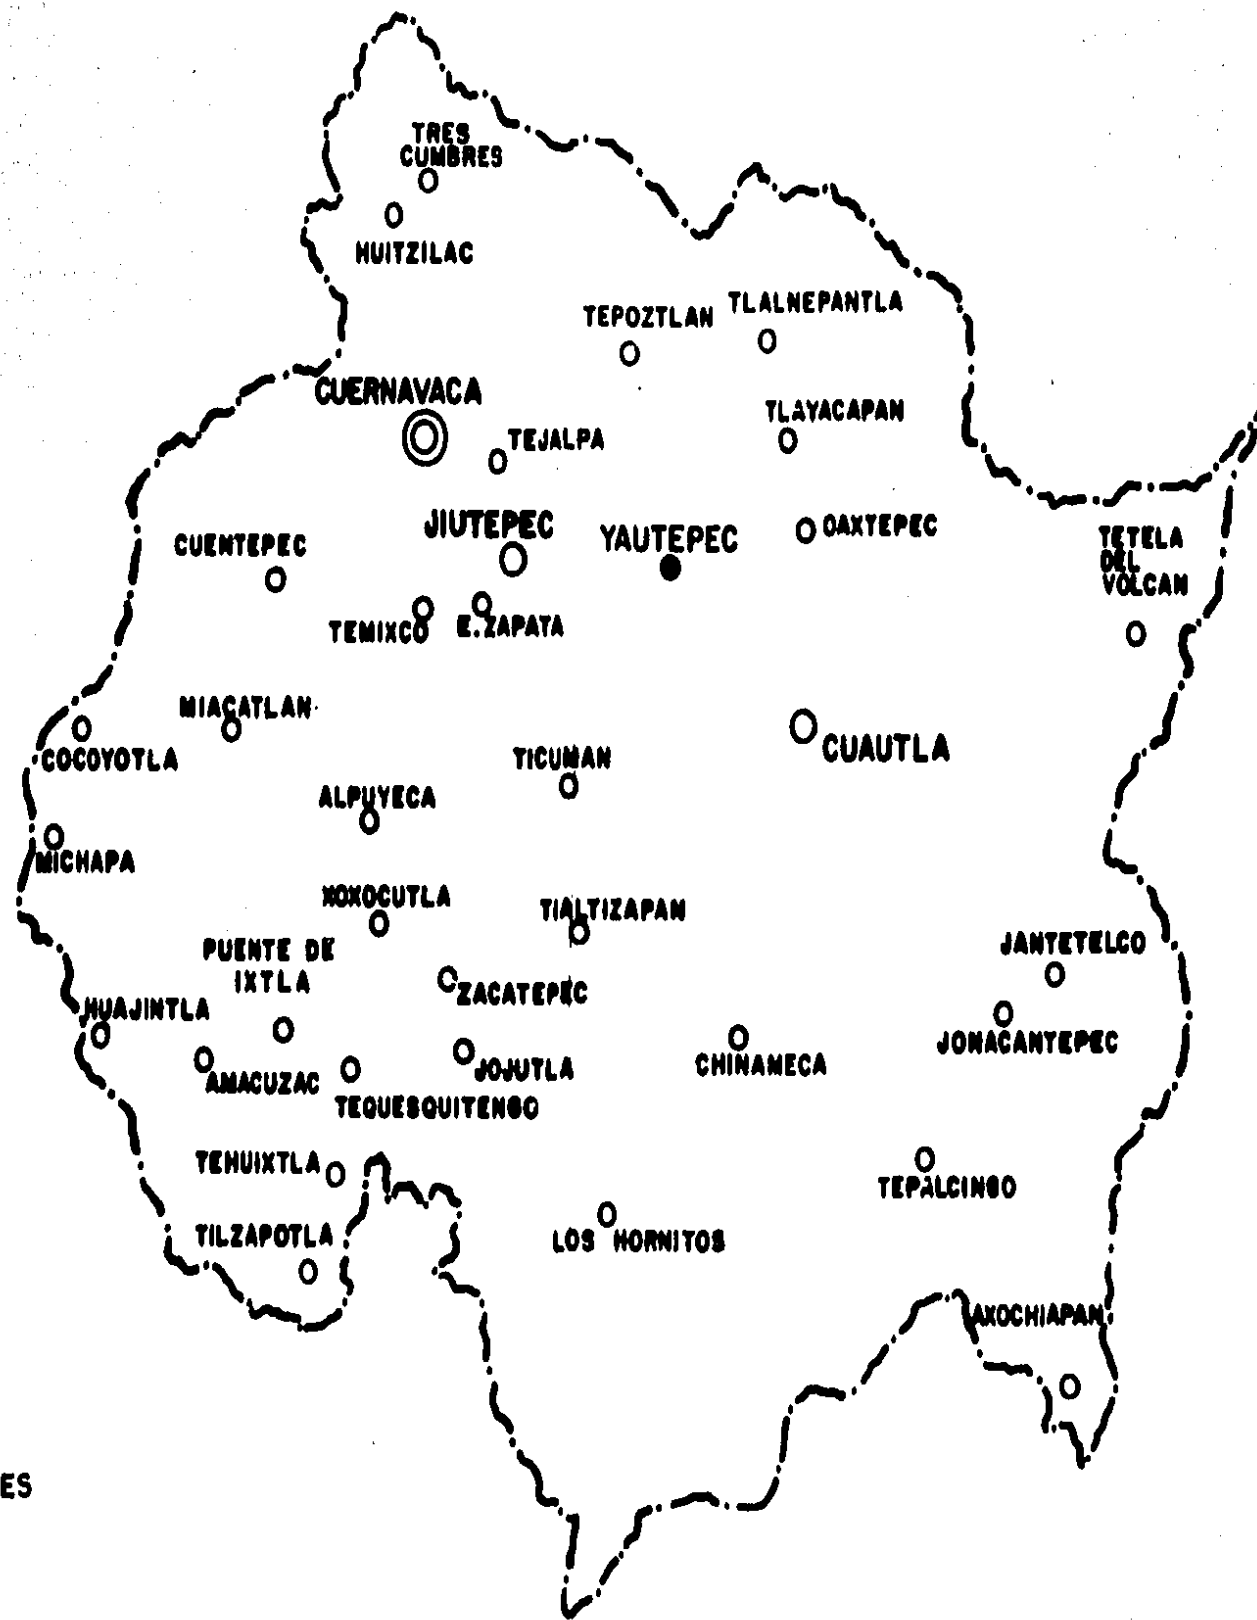 TRES
CUMBRES
HUITZILAC
TEPOZTLAN
TLALNEPANTLA
CUERNAVACA
TLAYACAPAN
TEJALPA
JIUTEPEC
YAUTEPEC
OAXTEPEC
CUENTEPEC
TETELA
DEL
VOLCAN
TEMIXCO
E. ZAPATA
MIACATLAN
COCOYOTLA
TICUMAN
CUAUTLA
ALPUYECA
MICHAPA
XOXOCUTLA
TIALTIZAPAN
PUENTE DE
IXTLA
JANTETELCO
ZACATEPEC
HUAJINTLA
JONACANTEPEC
AMACUZAC
JOJUTLA
CHINAMECA
TEQUESQUITENGO
TEHUIXTLA
TEPALCINGO
TILZAPOTLA
LOS HORNITOS
AXOCHIAPAN
ES